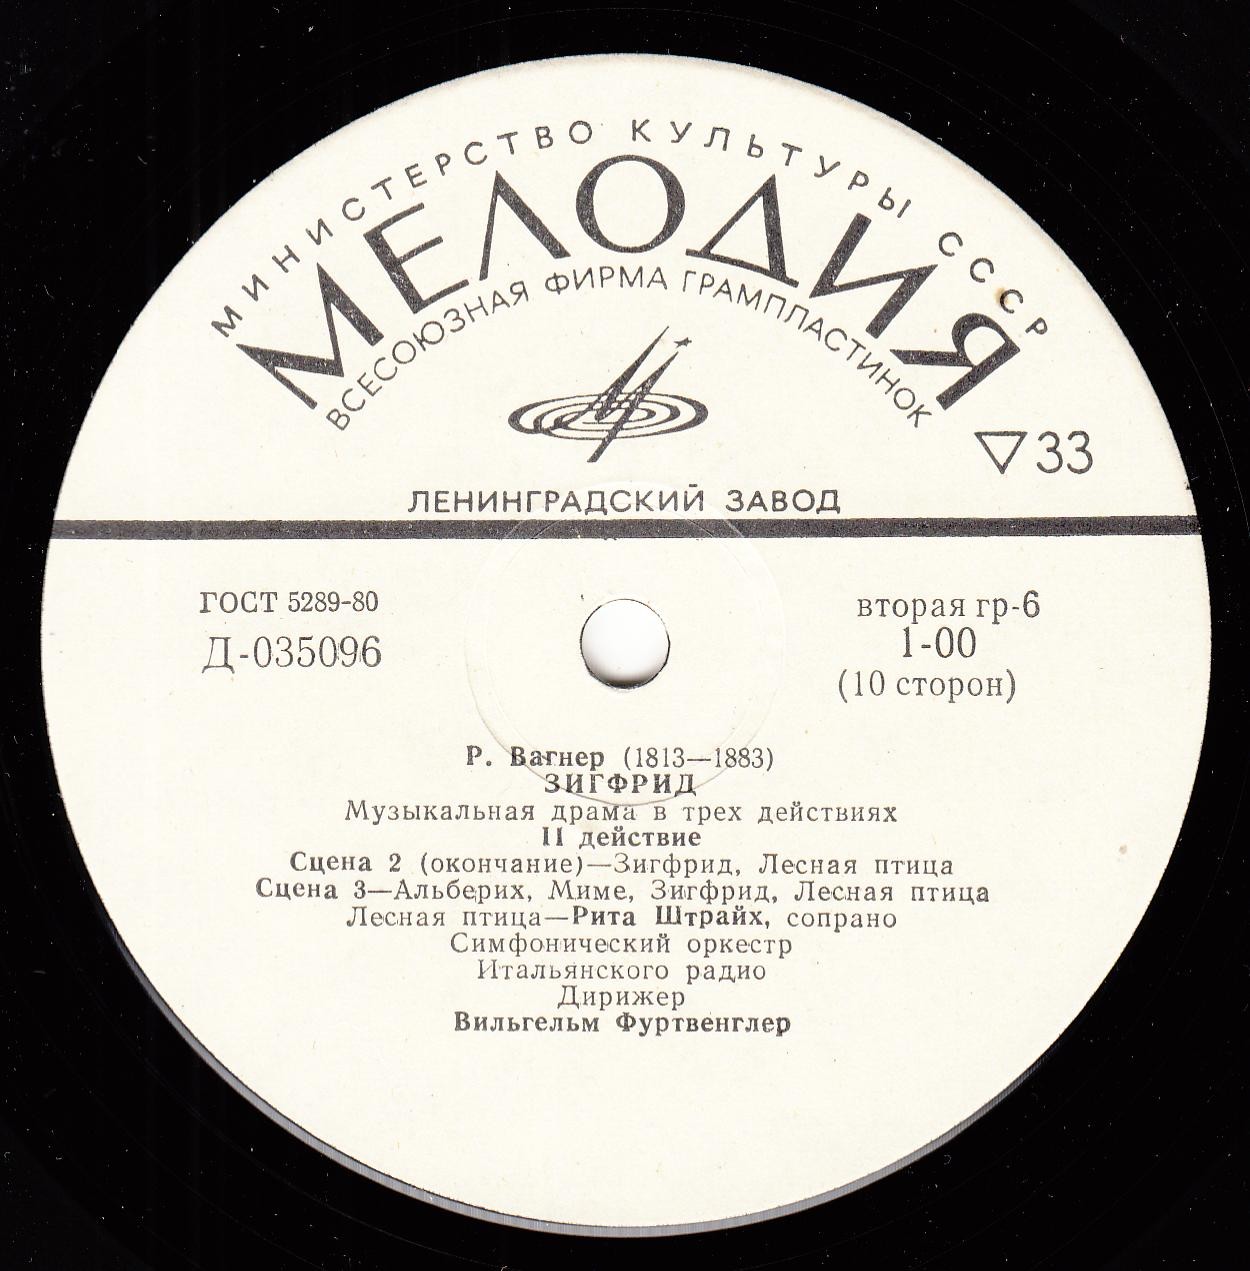 МИНИСТЕРСТВО КУЛЬТУРЫ СССР
МЕЛОДИЯ
ВСЕСОЮЗНАЯ ФИРМА ГРАМПЛАСТИНОК
▽33
ЛЕНИНГРАДСКИЙ ЗАВОД
ГОСТ 5289-80
Д-035096
вторая гр-6
1-00
(10 сторон)
Р. Вагнер (1813—1883)
ЗИГФРИД
Музыкальная драма в трех действиях
II действие
Сцена 2 (окончание)—Зигфрид, Лесная птица
Сцена 3—Альберих, Миме, Зигфрид, Лесная птица
Лесная птица—Рита Штрайх, сопрано
Симфонический оркестр
Итальянского радио
Дирижер
Вильгельм Фуртвенглер